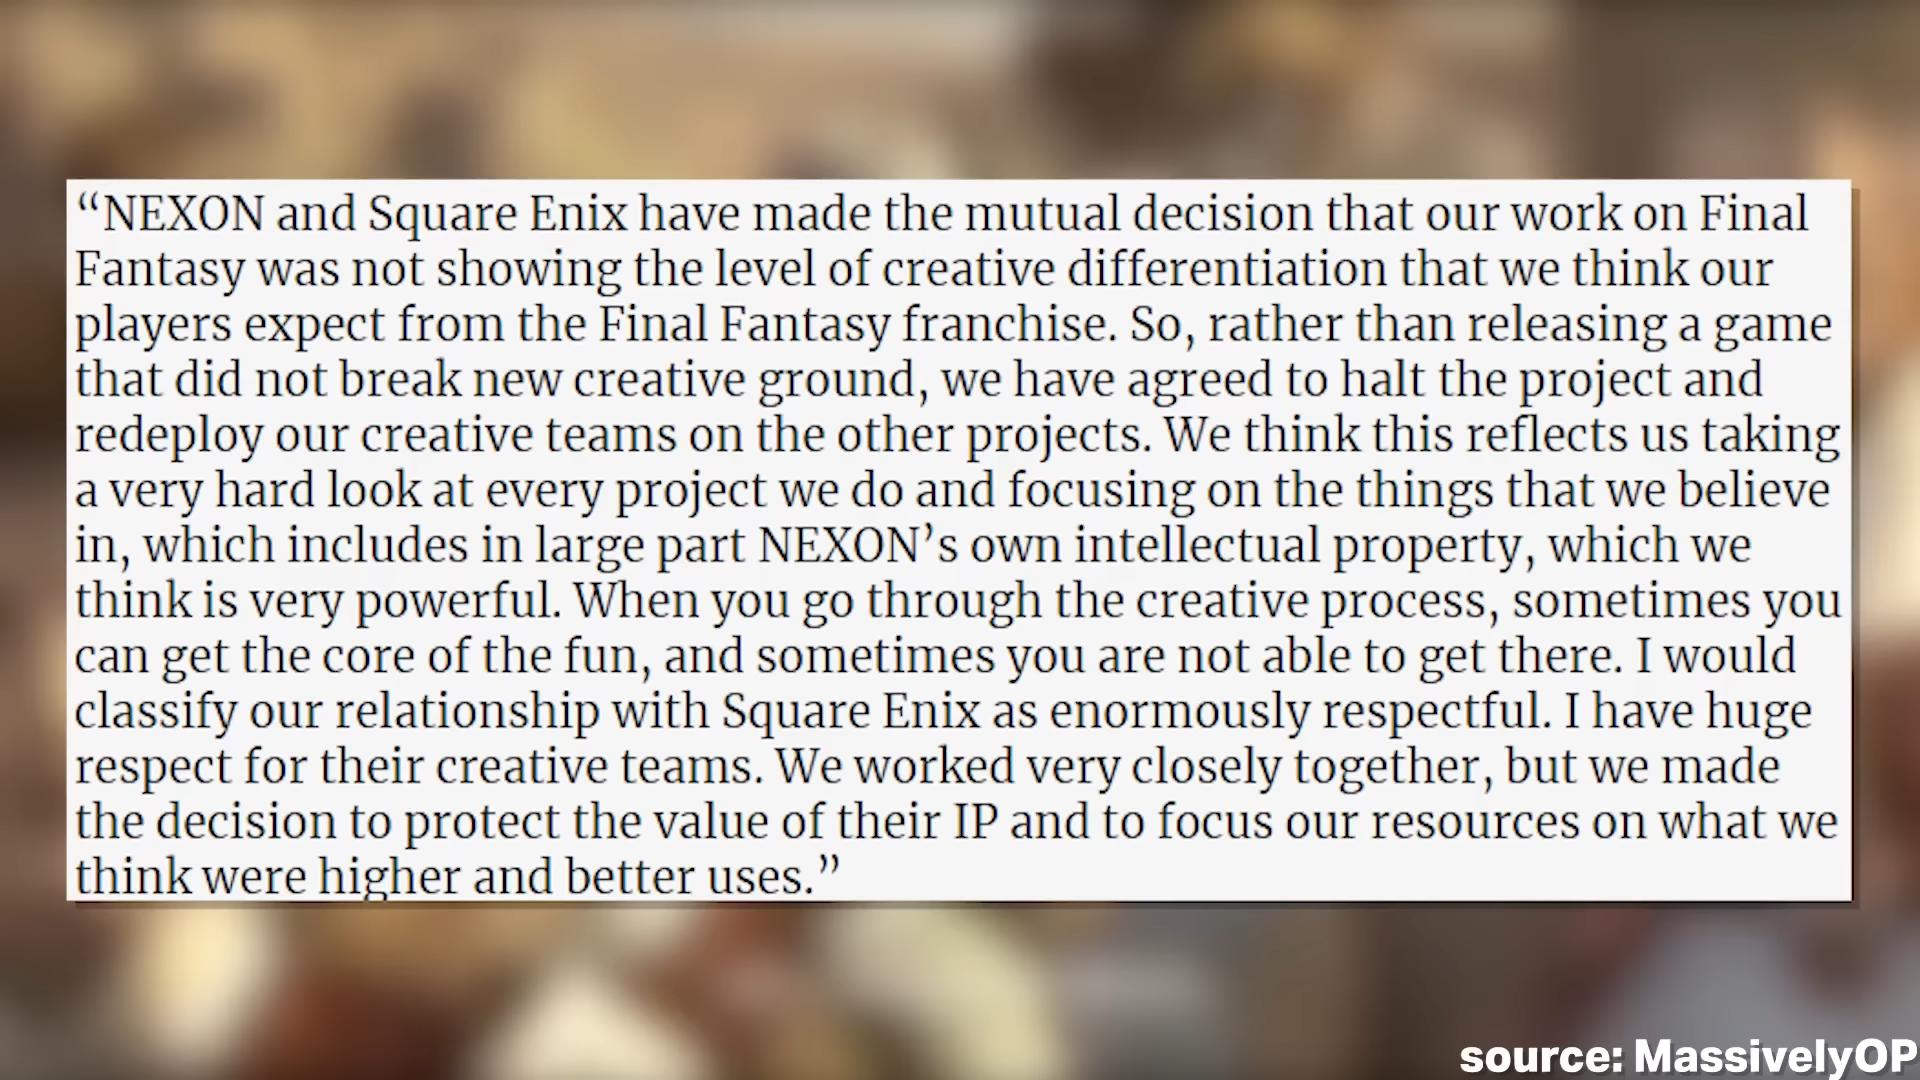 “NEXON and Square Enix have made the mutual decision that our work on Final
Fantasy was not showing the level of creative differentiation that we think our
players expect from the Final Fantasy franchise. So, rather than releasing a game
that did not break new creative ground, we have agreed to halt the project and
redeploy our creative teams on the other projects. We think this reflects us taking
a very hard look at every project we do and focusing on the things that we believe
in, which includes in large part NEXON’s own intellectual property, which we
think is very powerful. When you go through the creative process, sometimes you
can get the core of the fun, and sometimes you are not able to get there. I would
classify our relationship with Square Enix as enormously respectful. I have huge
respect for their creative teams. We worked very closely together, but we made
the decision to protect the value of their IP and to focus our resources on what we
think were higher and better uses.”
source: MassivelyOP